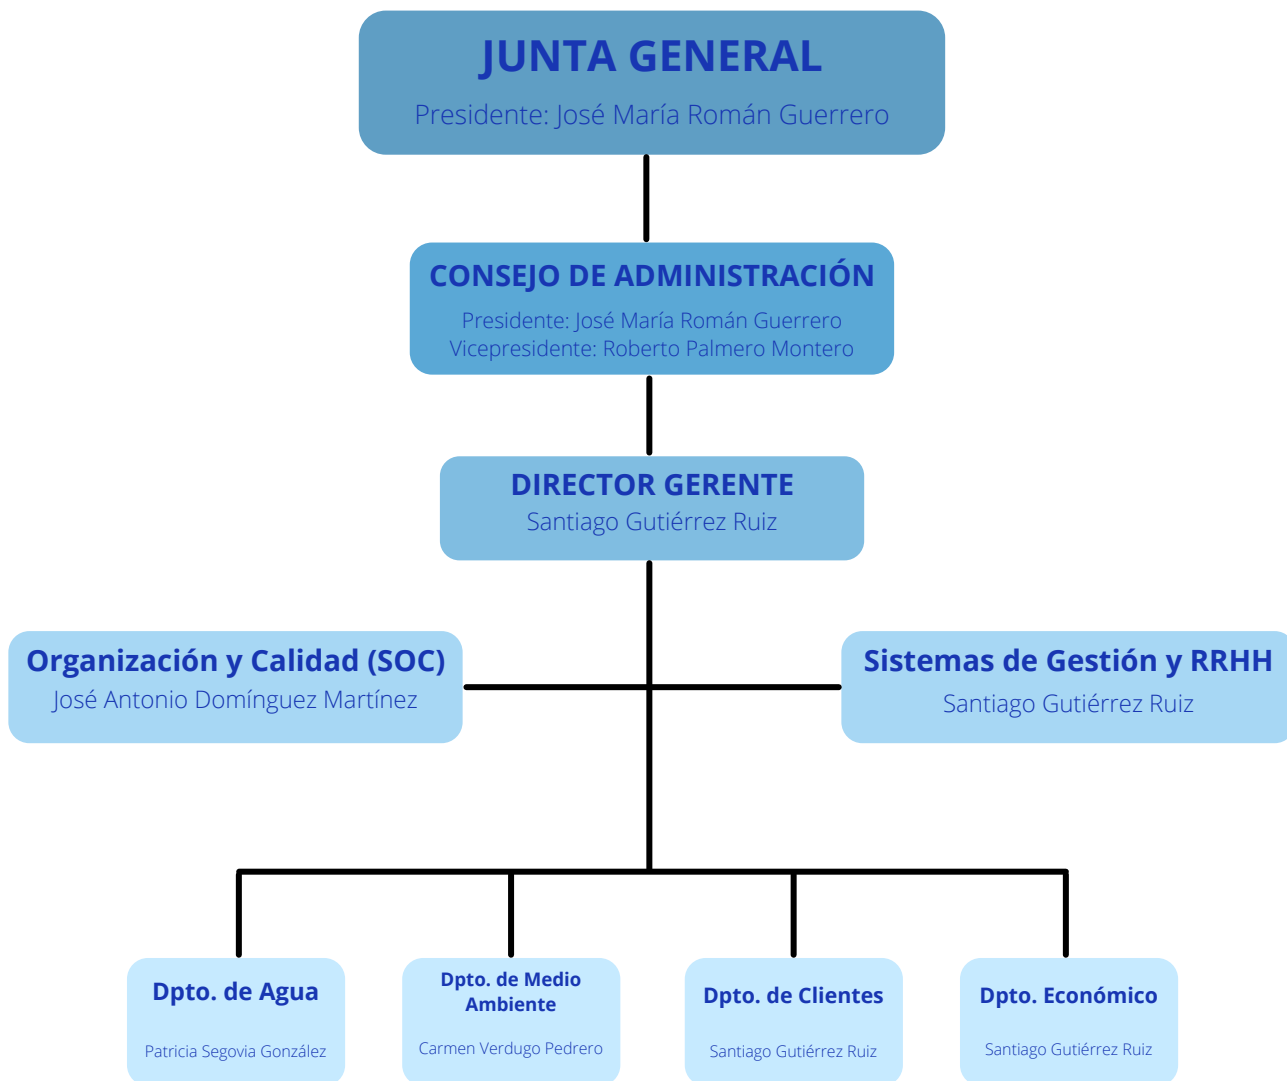 JUNTA GENERAL
Presidente: José María Román Guerrero
CONSEJO DE ADMINISTRACIÓN
Presidente: José María Román Guerrero
Vicepresidente: Roberto Palmero Montero
DIRECTOR GERENTE
Santiago Gutiérrez Ruiz
Organización y Calidad (SOC)
José Antonio Domínguez Martínez
Sistemas de Gestión y RRHH
Santiago Gutiérrez Ruiz
Dpto. de Agua
Patricia Segovia González
Dpto. de Medio
Ambiente
Carmen Verdugo Pedrero
Dpto. de Clientes
Santiago Gutiérrez Ruiz
Dpto. Económico
Santiago Gutiérrez Ruiz